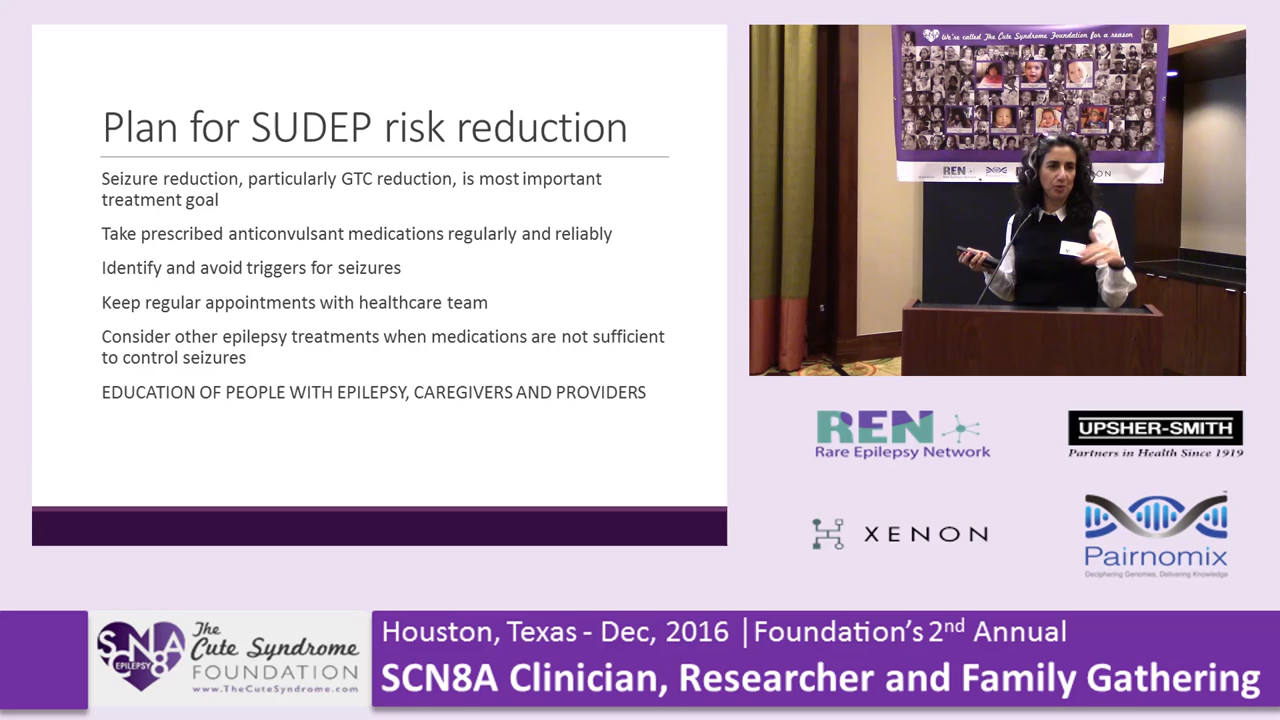 Plan for SUDEP risk reduction
Seizure reduction, particularly GTC reduction, is most important
treatment goal
Take prescribed anticonvulsant medications regularly and reliably
Identify and avoid triggers for seizures
Keep regular appointments with healthcare team
Consider other epilepsy treatments when medications are not sufficient
to control seizures
EDUCATION OF PEOPLE WITH EPILEPSY, CAREGIVERS AND PROVIDERS
We're called The Cute Syndrome Foundation for a reason
REN
REN
Rare Epilepsy Network
UPSHER-SMITH
Partners in Health Since 1919
XENON
Pairnomix
Deciphering Genomes, Delivering Knowledge
SCN8A
EPILEPSY
The
Cute Syndrome
FOUNDATION
www.TheCuteSyndrome.com
Houston, Texas - Dec, 2016 |Foundation's 2nd Annual
SCN8A Clinician, Researcher and Family Gathering